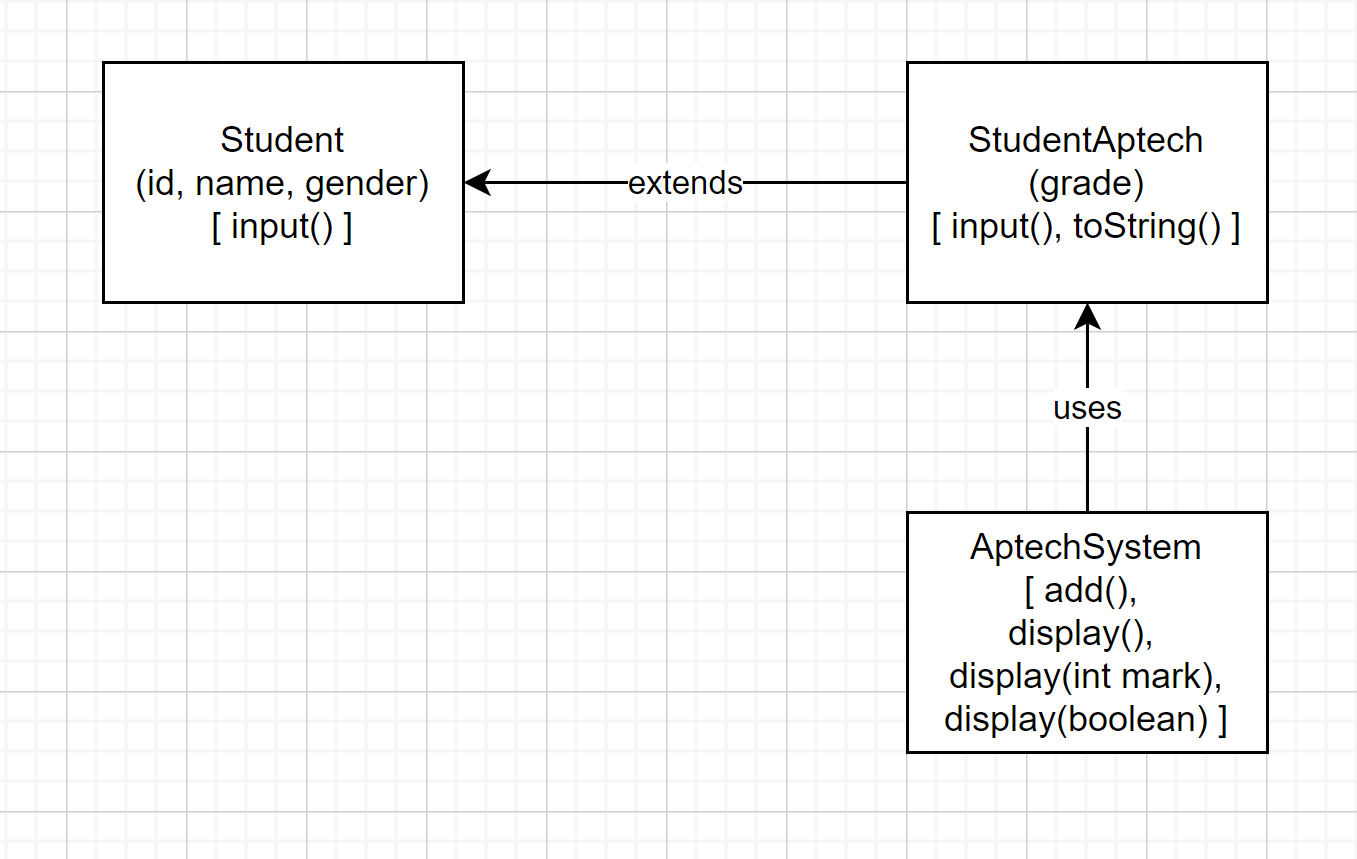 Student
(id, name, gender)
[ input() ]
extends
StudentAptech
(grade)
[ input(), toString() ]
uses
AptechSystem
[ add(),
display(),
display(int mark),
display(boolean) ]